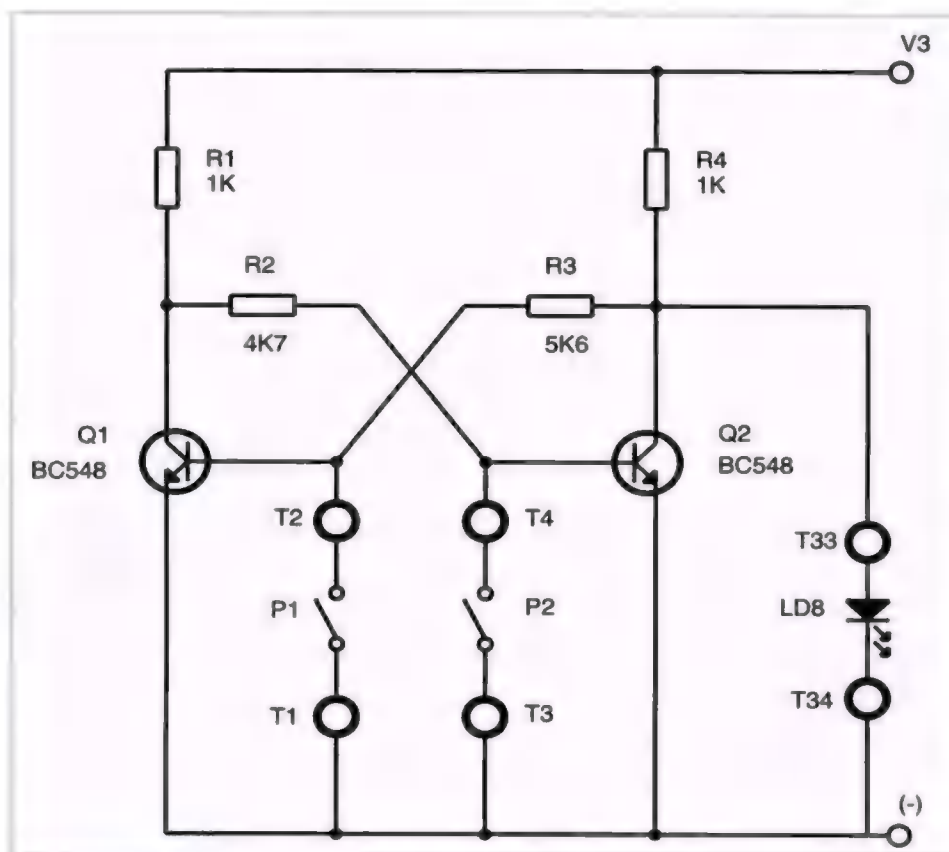 V3
R1
1K
R4
1K
R2
4K7
R3
5K6
Q1
BC548
Q2
BC548
T2
T4
T33
P1
P2
LD8
T1
T3
T34
(-)